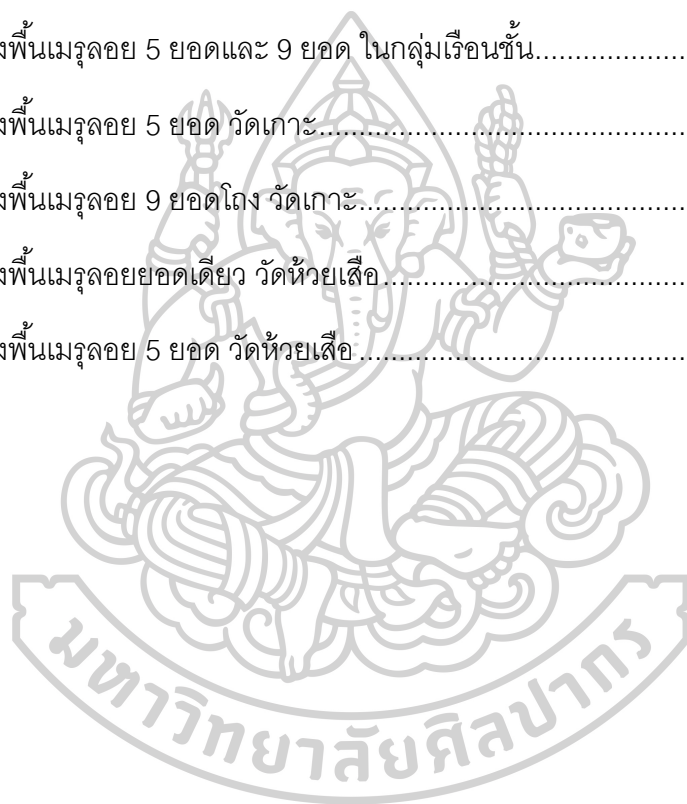 งพื้นเมรุลอย 5 ยอดและ 9 ยอด ในกลุ่มเรือนชั้น...................
งพื้นเมรุลอย 5 ยอด วัดเกาะ..............................................
งพื้นเมรุลอย 9 ยอดโถง วัดเกาะ.........................................
งพื้นเมรุลอยยอดเดียว วัดห้วยเสือ......................................
งพื้นเมรุลอย 5 ยอด วัดห้วยเสือ.........................................
มหาวิทยาลัยศิลปากร